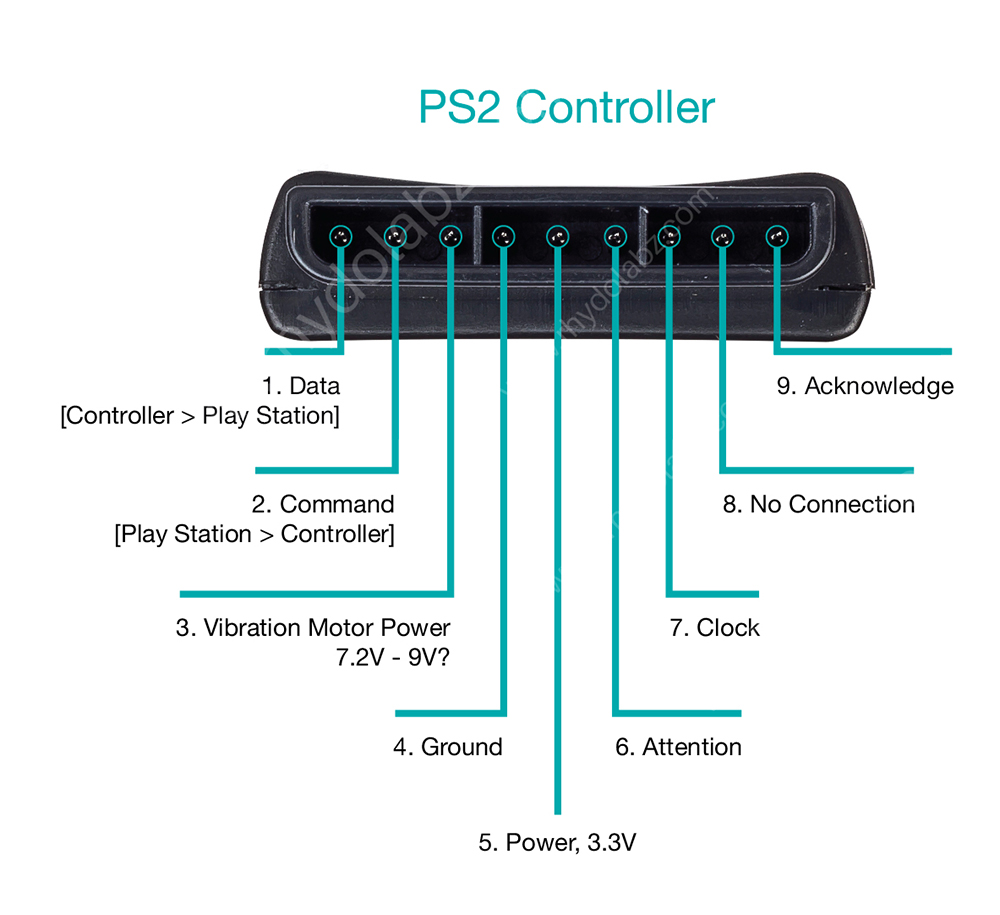 PS2 Controller
1. Data
[Controller > Play Station]
9. Acknowledge
2. Command
[Play Station > Controller]
8. No Connection
3. Vibration Motor Power
7.2V - 9V?
7. Clock
4. Ground
6. Attention
5. Power, 3.3V